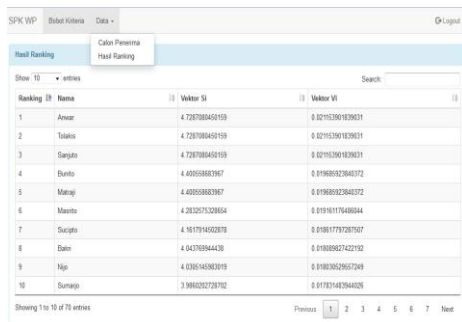 SPK WP Bobot Kriteria Data Logout
Calon Penerima
Hasil Ranking
Hasil Ranking
Show 10 entries Search:
Ranking Nama Vektor Si Vektor Vi
1 Anwar 4.7287080450159 0.021153901839031
2 Tolakis 4.7287080450159 0.021153901839031
3 Sanjuto 4.7287080450159 0.021153901839031
4 Bunito 4.400558683967 0.019685923840372
5 Matraji 4.400558683967 0.019685923840372
6 Masrito 4.2832575328654 0.019161176486044
7 Sucipto 4.1617914502878 0.018617797287507
8 Bakri 4.043769944438 0.018089827422192
9 Nijo 4.0305145983019 0.018030529557249
10 Sumarjo 3.9860202728702 0.017831483944026
Showing 1 to 10 of 70 entries Previous 1 2 3 4 5 6 7 Next